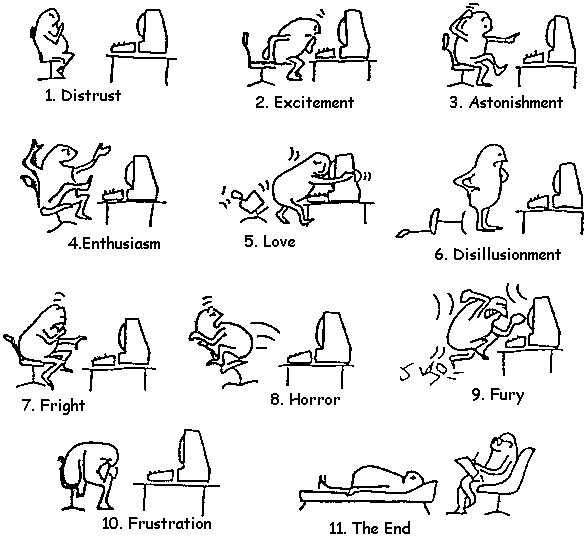 1. Distrust
2. Excitement
3. Astonishment
4.Enthusiasm
5. Love
6. Disillusionment
7. Fright
8. Horror
9. Fury
10. Frustration
11. The End